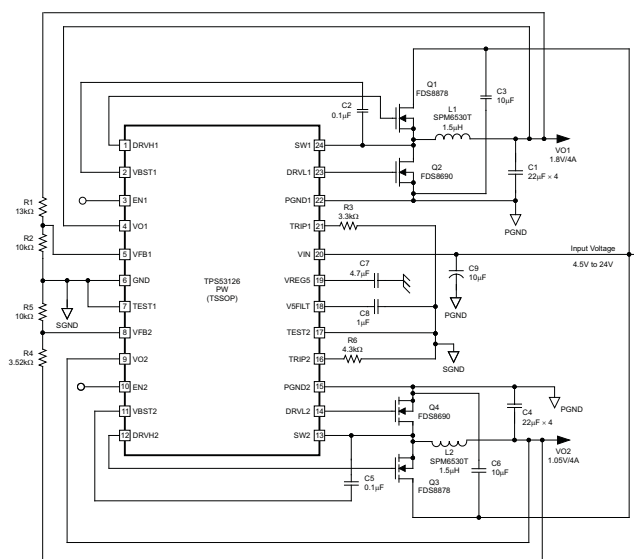 Q1
FDS8878
C3
10µF
C2
0.1µF
L1
SPM6530T
1.5µH
VO1
1.8V/4A
Q2
FDS8690
C1
22µF × 4
PGND
1 DRVH1
2 VBST1
3 EN1
4 VO1
5 VFB1
6 GND
7 TEST1
8 VFB2
9 VO2
10 EN2
11 VBST2
12 DRVH2
TPS53126
PW
(TSSOP)
SW1 24
DRVL1 23
PGND1 22
TRIP1 21
VIN 20
VREG5 19
V5FILT 18
TEST2 17
TRIP2 16
PGND2 15
DRVL2 14
SW2 13
R1
13kΩ
R2
10kΩ
R5
10kΩ
R4
3.52kΩ
SGND
R3
3.3kΩ
Input Voltage
4.5V to 24V
C7
4.7µF
C9
10µF
PGND
C8
1µF
R6
4.3kΩ
SGND
PGND
Q4
FDS8690
C4
22µF × 4
VO2
1.05V/4A
L2
SPM6530T
1.5µH
C6
10µF
Q3
FDS8878
C5
0.1µF